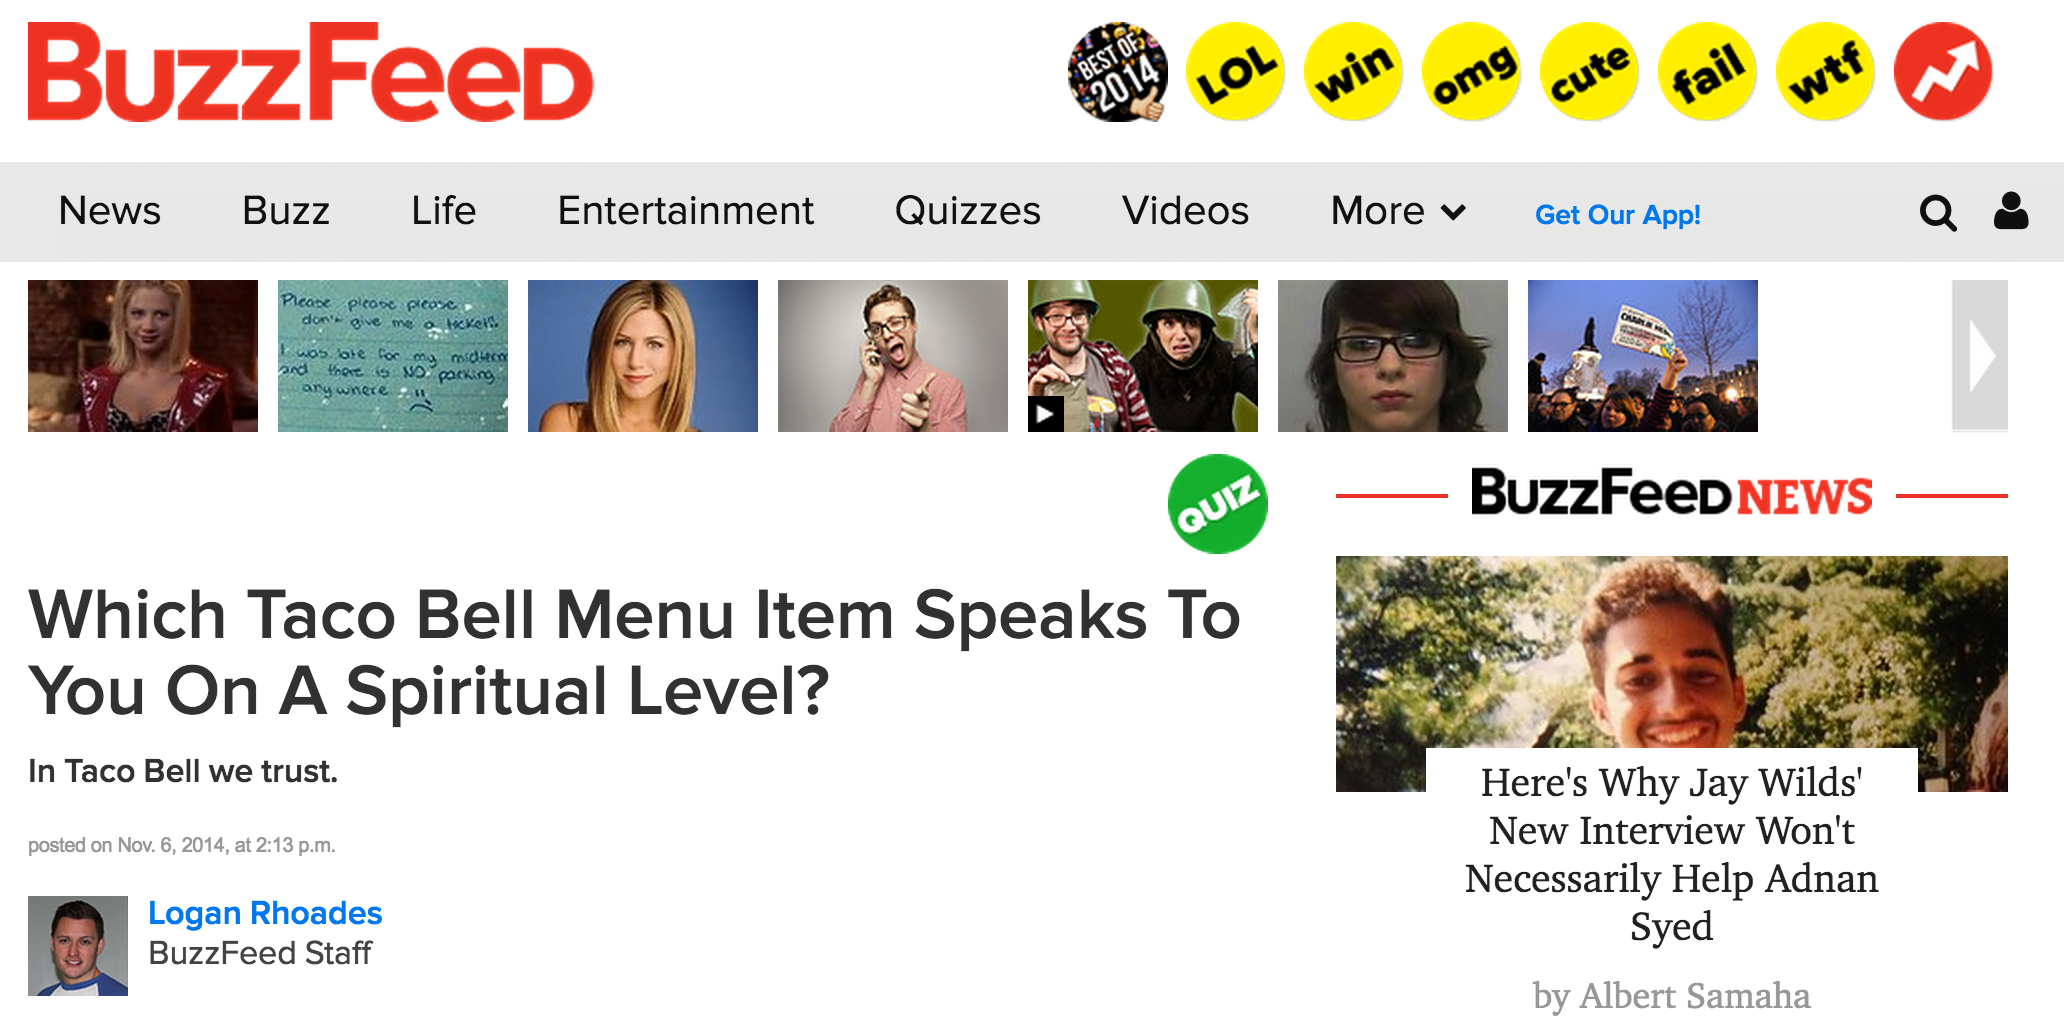 BuzzFeed
BEST OF 2014
LOL
win
omg
cute
fail
wtf
News Buzz Life Entertainment Quizzes Videos More Get Our App!
Please please please
don't give me a ticket!!
I was late for my midterm
and there is NO parking
anywhere
CHARLIE HEBDO
QUIZ
BuzzFeed NEWS
Which Taco Bell Menu Item Speaks To
You On A Spiritual Level?
In Taco Bell we trust.
posted on Nov. 6, 2014, at 2:13 p.m.
Logan Rhoades
BuzzFeed Staff
Here's Why Jay Wilds'
New Interview Won't
Necessarily Help Adnan
Syed
by Albert Samaha